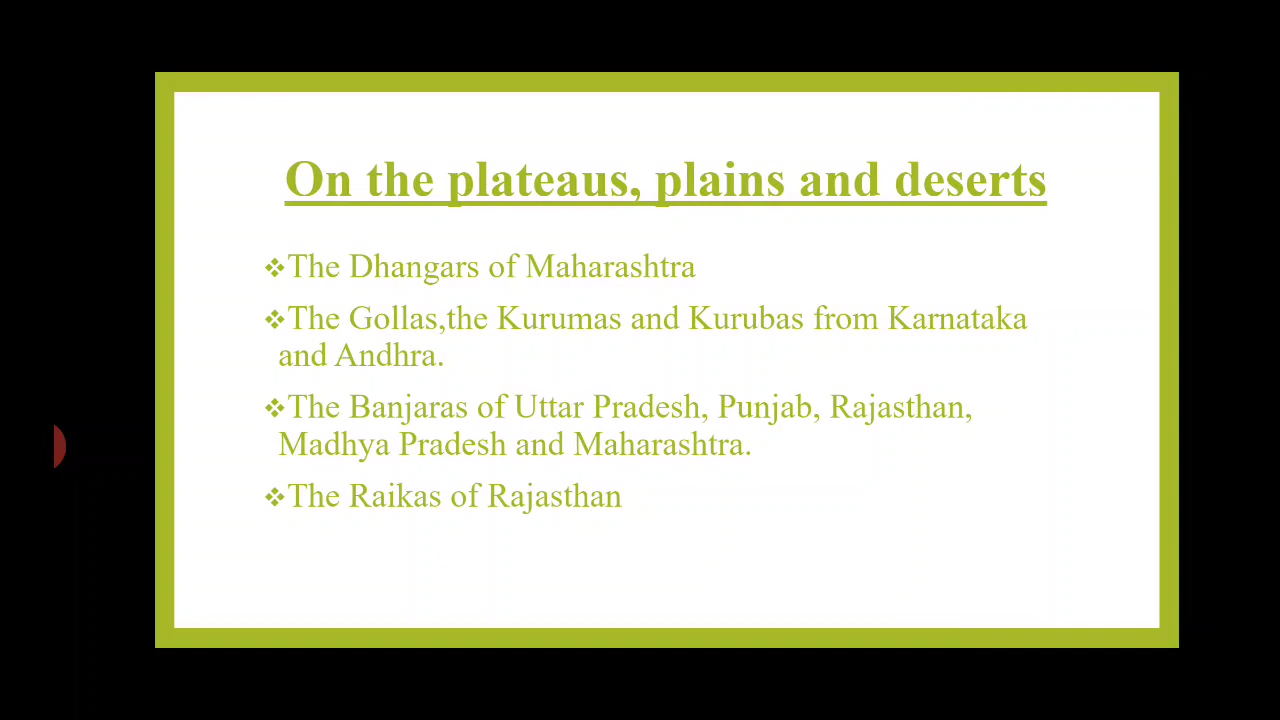 On the plateaus, plains and deserts
❖The Dhangars of Maharashtra
❖The Gollas,the Kurumas and Kurubas from Karnataka
and Andhra.
❖The Banjaras of Uttar Pradesh, Punjab, Rajasthan,
Madhya Pradesh and Maharashtra.
❖The Raikas of Rajasthan